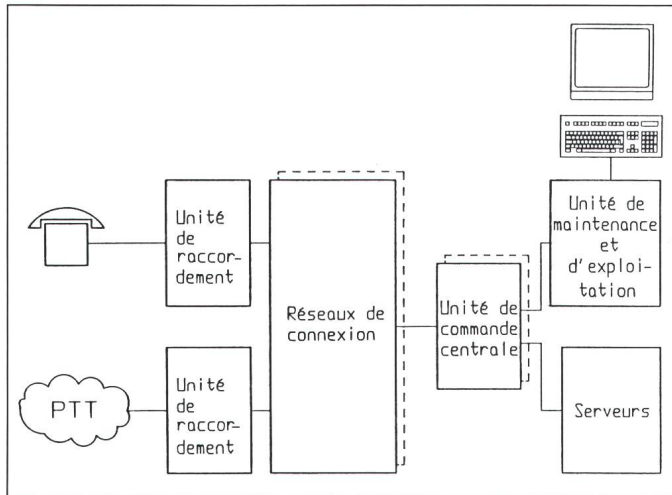 Unité
de
raccor-
dement
Unité de
maintenance
et
d'exploi-
tation
Réseaux de
connexion
Unité de
commande
centrale
PTT
Unité
de
raccor-
dement
Serveurs